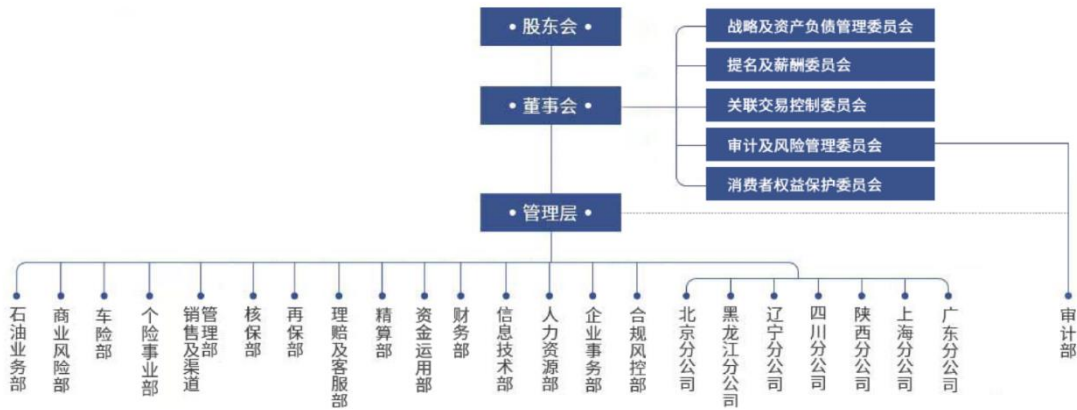 • 股东会 •
战略及资产负债管理委员会
提名及薪酬委员会
• 董事会 •
关联交易控制委员会
审计及风险管理委员会
消费者权益保护委员会
• 管理层 •
石油业务部
商业风险部
车险部
个险事业部
销售及渠道
管理部
核保部
再保部
理赔及客服部
精算部
资金运用部
财务部
信息技术部
人力资源部
企业事务部
合规风控部
北京分公司
黑龙江分公司
辽宁分公司
四川分公司
陕西分公司
上海分公司
广东分公司
审计部